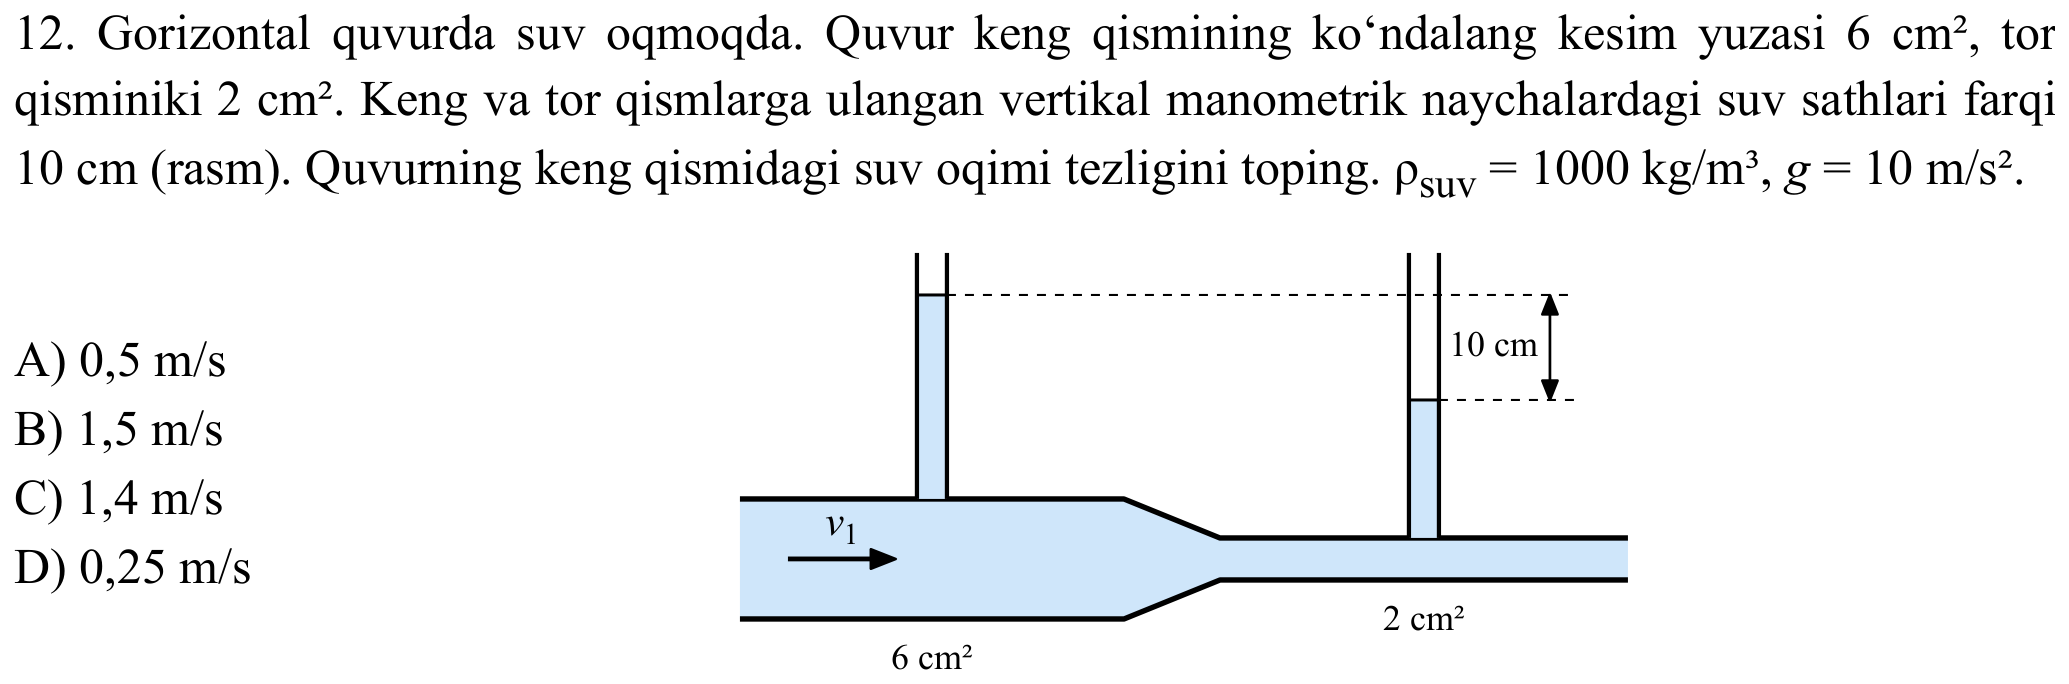 12. Gorizontal quvurda suv oqmoqda. Quvur keng qismining ko‘ndalang kesim yuzasi 6 cm², tor
qisminiki 2 cm². Keng va tor qismlarga ulangan vertikal manometrik naychalardagi suv sathlari farqi
10 cm (rasm). Quvurning keng qismidagi suv oqimi tezligini toping. ρsuv = 1000 kg/m³, g = 10 m/s².
A) 0,5 m/s
B) 1,5 m/s
C) 1,4 m/s
D) 0,25 m/s
10 cm
v₁
2 cm²
6 cm²